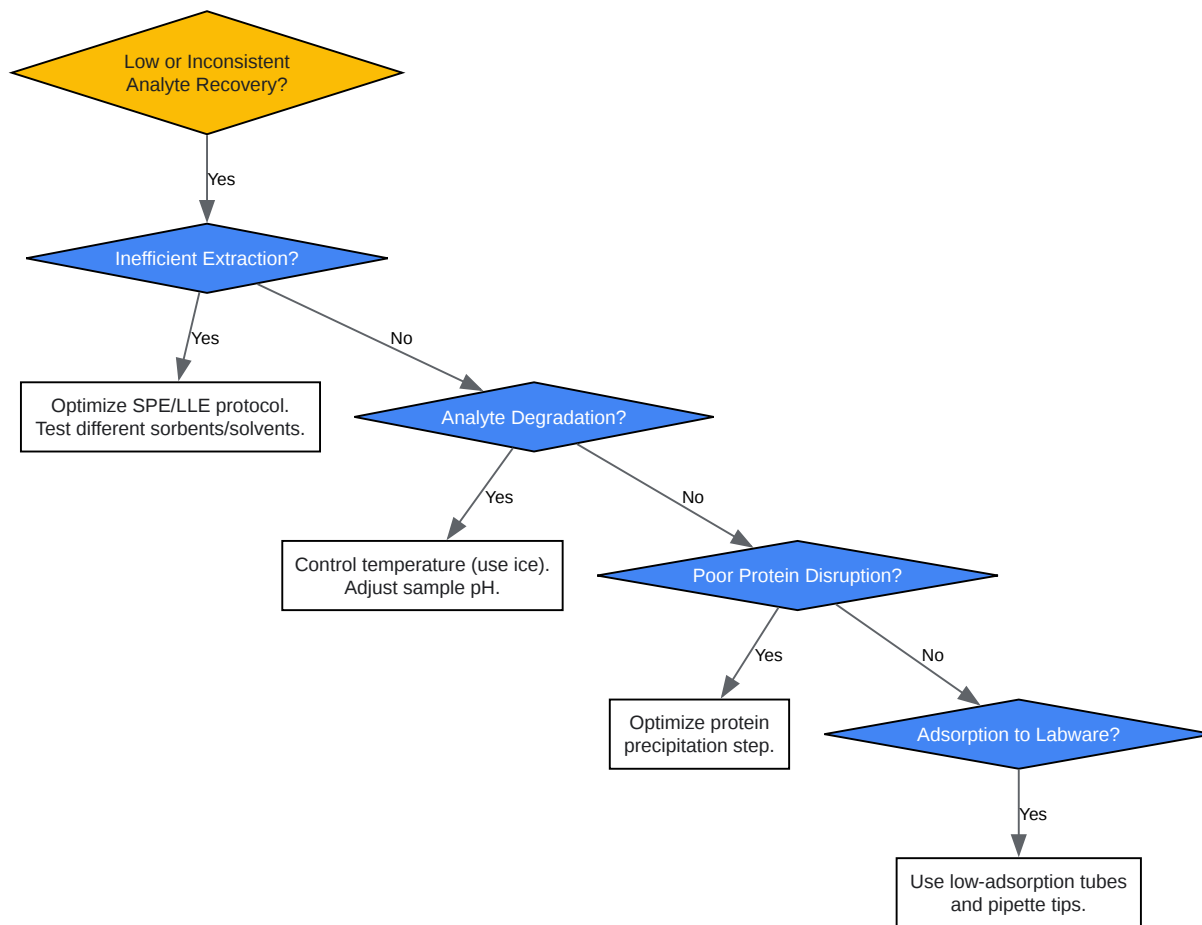 Low or Inconsistent
Analyte Recovery?
Yes
Inefficient Extraction?
Yes
No
Optimize SPE/LLE protocol.
Test different sorbents/solvents.
Analyte Degradation?
Yes
No
Control temperature (use ice).
Adjust sample pH.
Poor Protein Disruption?
Yes
No
Optimize protein
precipitation step.
Adsorption to Labware?
Yes
Use low-adsorption tubes
and pipette tips.